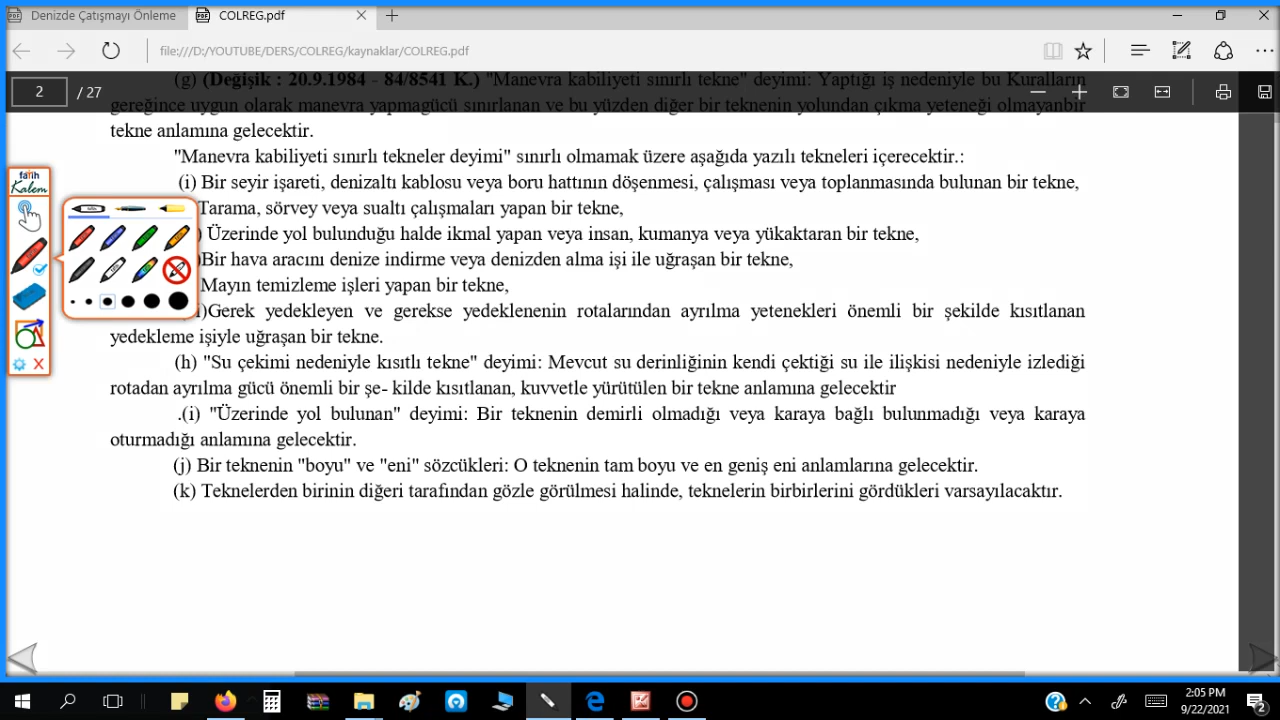 Denizde Çatışmayı Önleme
COLREG.pdf
file:///D:/YOUTUBE/DERS/COLREG/kaynaklar/COLREG.pdf
(g) (Değişik : 20.9.1984 - 84/8541 K.) "Manevra kabiliyeti sınırlı tekne" deyimi: Yaptığı iş nedeniyle bu Kuralların
2 / 27
gereğince uygun olarak manevra yapmagücü sınırlanan ve bu yüzden diğer bir teknenin yolundan çıkma yeteneği olmayanbir
tekne anlamına gelecektir.
"Manevra kabiliyeti sınırlı tekneler deyimi" sınırlı olmamak üzere aşağıda yazılı tekneleri içerecektir.:
(i) Bir seyir işareti, denizaltı kablosu veya boru hattının döşenmesi, çalışması veya toplanmasında bulunan bir tekne,
Tarama, sörvey veya sualtı çalışmaları yapan bir tekne,
) Üzerinde yol bulunduğu halde ikmal yapan veya insan, kumanya veya yükaktaran bir tekne,
)Bir hava aracını denize indirme veya denizden alma işi ile uğraşan bir tekne,
Mayın temizleme işleri yapan bir tekne,
i)Gerek yedekleyen ve gerekse yedeklenenin rotalarından ayrılma yetenekleri önemli bir şekilde kısıtlanan
yedekleme işiyle uğraşan bir tekne.
(h) "Su çekimi nedeniyle kısıtlı tekne" deyimi: Mevcut su derinliğinin kendi çektiği su ile ilişkisi nedeniyle izlediği
rotadan ayrılma gücü önemli bir şe- kilde kısıtlanan, kuvvetle yürütülen bir tekne anlamına gelecektir
.(i) "Üzerinde yol bulunan" deyimi: Bir teknenin demirli olmadığı veya karaya bağlı bulunmadığı veya karaya
oturmadığı anlamına gelecektir.
(j) Bir teknenin "boyu" ve "eni" sözcükleri: O teknenin tam boyu ve en geniş eni anlamlarına gelecektir.
(k) Teknelerden birinin diğeri tarafından gözle görülmesi halinde, teknelerin birbirlerini gördükleri varsayılacaktır.
fatih
Kalem
2:05 PM
9/22/2021
2